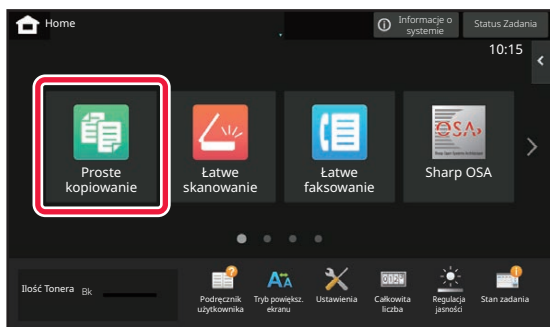 Home
Informacje o
systemie
Status Zadania
10:15
Proste
kopiowanie
Łatwe
skanowanie
Łatwe
faksowanie
OSA
Sharp OSA
Ilość Tonera Bk
Podręcznik
użytkownika
Tryb powiększ.
ekranu
Ustawienia
Całkowita
liczba
Regulacja
jasności
Stan zadania